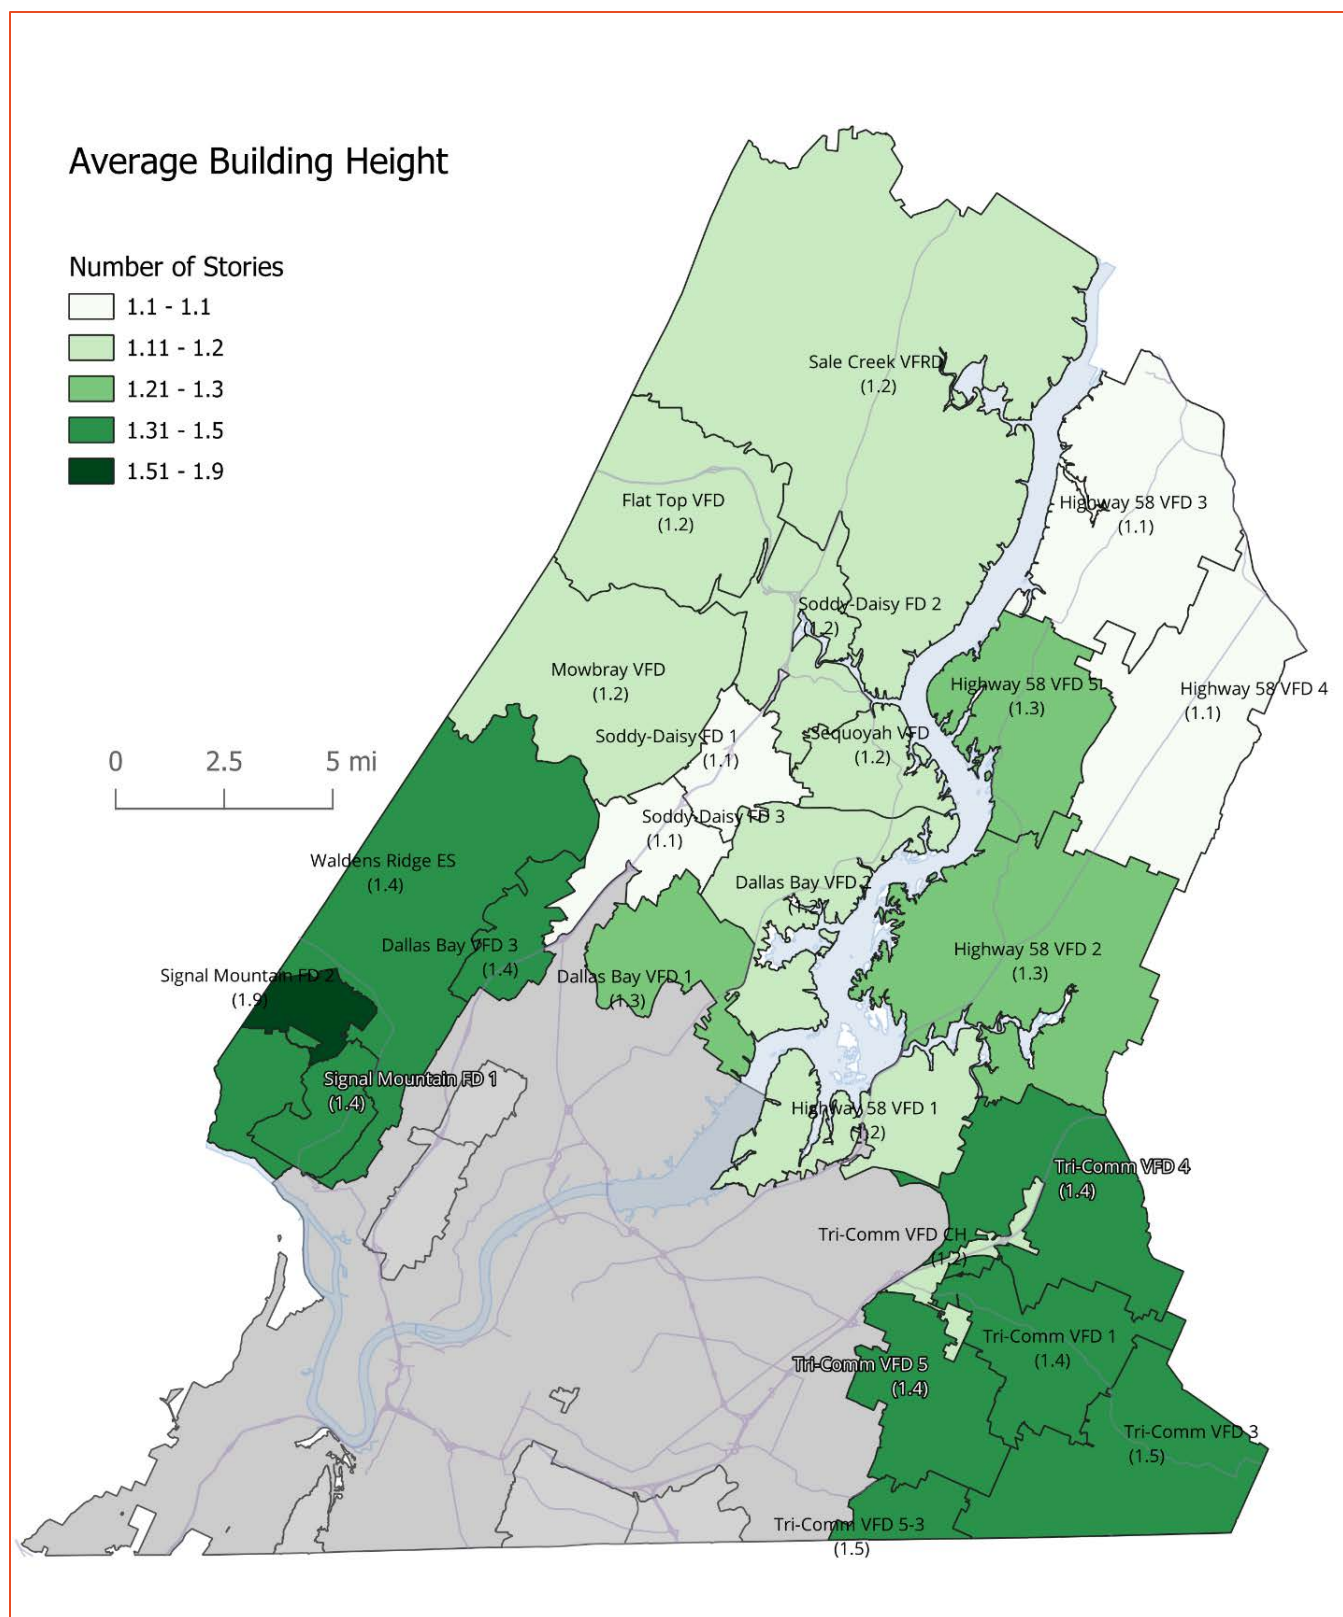 Average Building Height
Number of Stories
1.1 - 1.1
1.11 - 1.2
1.21 - 1.3
1.31 - 1.5
1.51 - 1.9
0 2.5 5 mi
Sale Creek VFRD
(1.2)
Flat Top VFD
(1.2)
Highway 58 VFD 3
(1.1)
Soddy-Daisy FD 2
(1.2)
Mowbray VFD
(1.2)
Highway 58 VFD 5
(1.3)
Highway 58 VFD 4
(1.1)
Soddy-Daisy FD 1
(1.1)
Sequoyah VFD
(1.2)
Soddy-Daisy FD 3
(1.1)
Waldens Ridge ES
(1.4)
Dallas Bay VFD 2
(1.2)
Dallas Bay VFD 3
(1.4)
Highway 58 VFD 2
(1.3)
Signal Mountain FD 2
(1.9)
Dallas Bay VFD 1
(1.3)
Signal Mountain FD 1
(1.4)
Highway 58 VFD 1
(1.2)
Tri-Comm VFD 4
(1.4)
Tri-Comm VFD CH
(1.2)
Tri-Comm VFD 1
(1.4)
Tri-Comm VFD 5
(1.4)
Tri-Comm VFD 3
(1.5)
Tri-Comm VFD 5-3
(1.5)